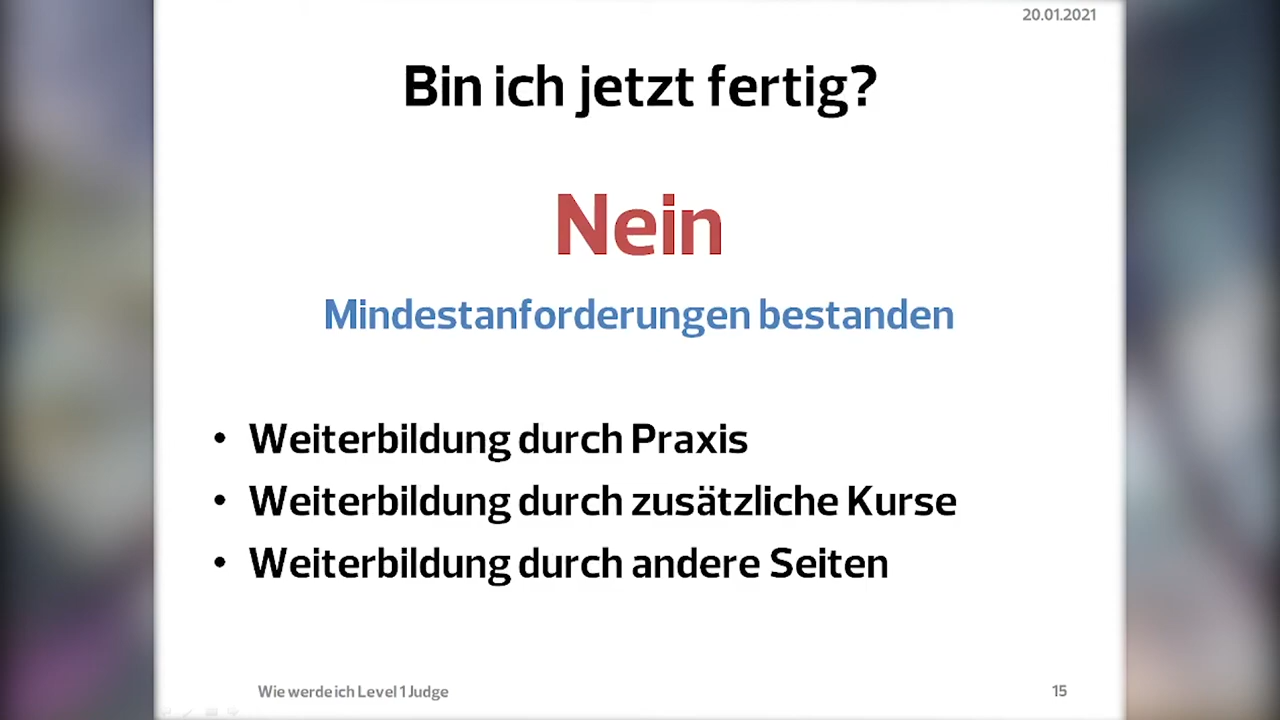 20.01.2021
Bin ich jetzt fertig?
Nein
Mindestanforderungen bestanden
• Weiterbildung durch Praxis
• Weiterbildung durch zusätzliche Kurse
• Weiterbildung durch andere Seiten
Wie werde ich Level 1 Judge
15